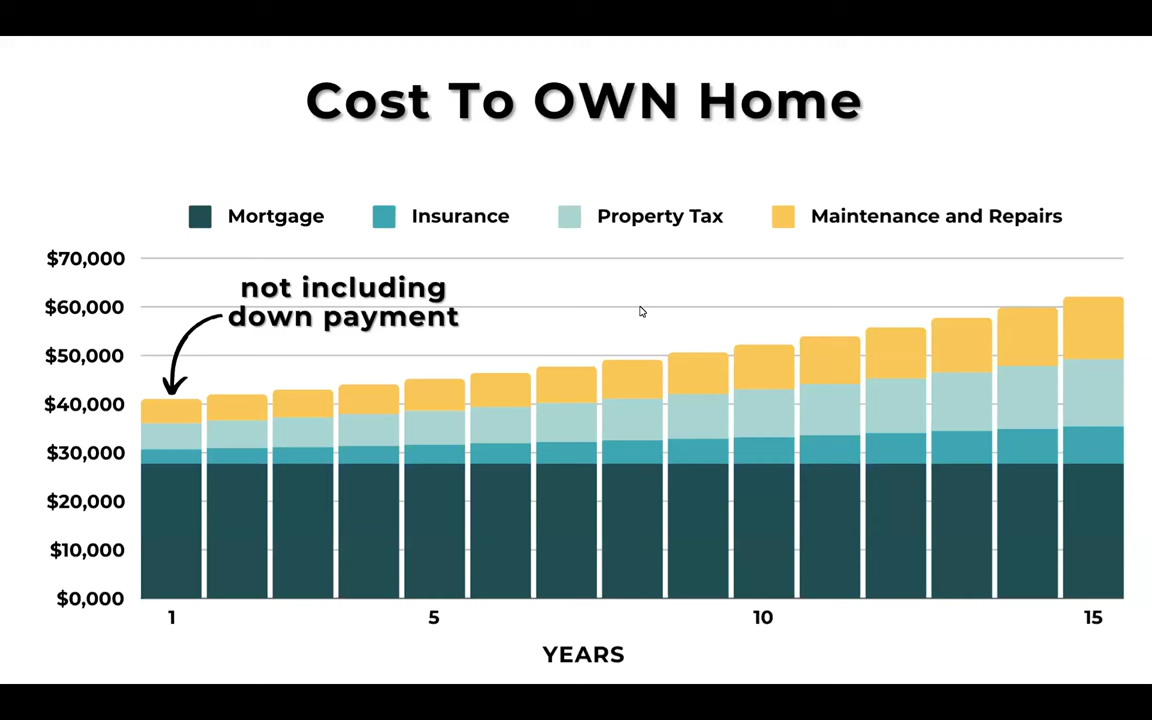 Cost To OWN Home
Mortgage
Insurance
Property Tax
Maintenance and Repairs
$70,000
not including
down payment
$60,000
$50,000
$40,000
$30,000
$20,000
$10,000
$0,000
1
5
10
15
YEARS